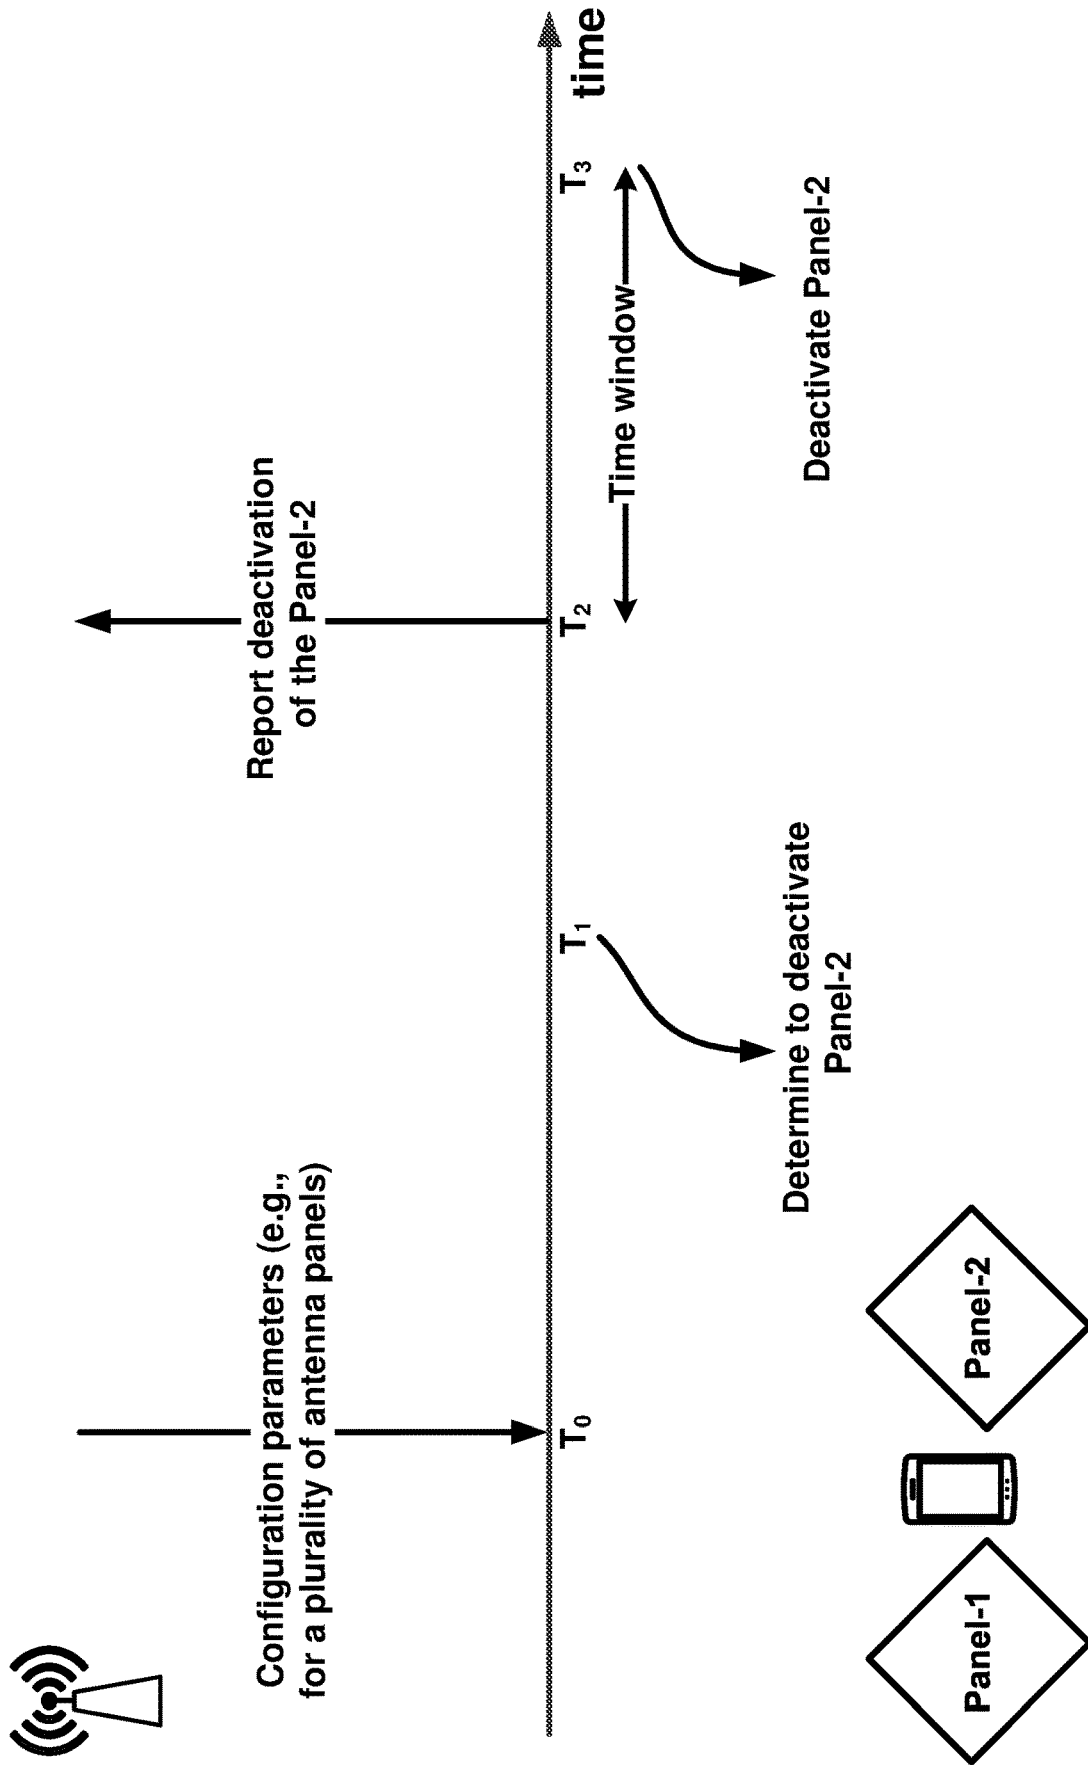 Configuration parameters (e.g.,
for a plurality of antenna panels)
Report deactivation
of the Panel-2
T0
T1
T2
T3
time
Time window
Determine to deactivate
Panel-2
Deactivate Panel-2
Panel-1
Panel-2